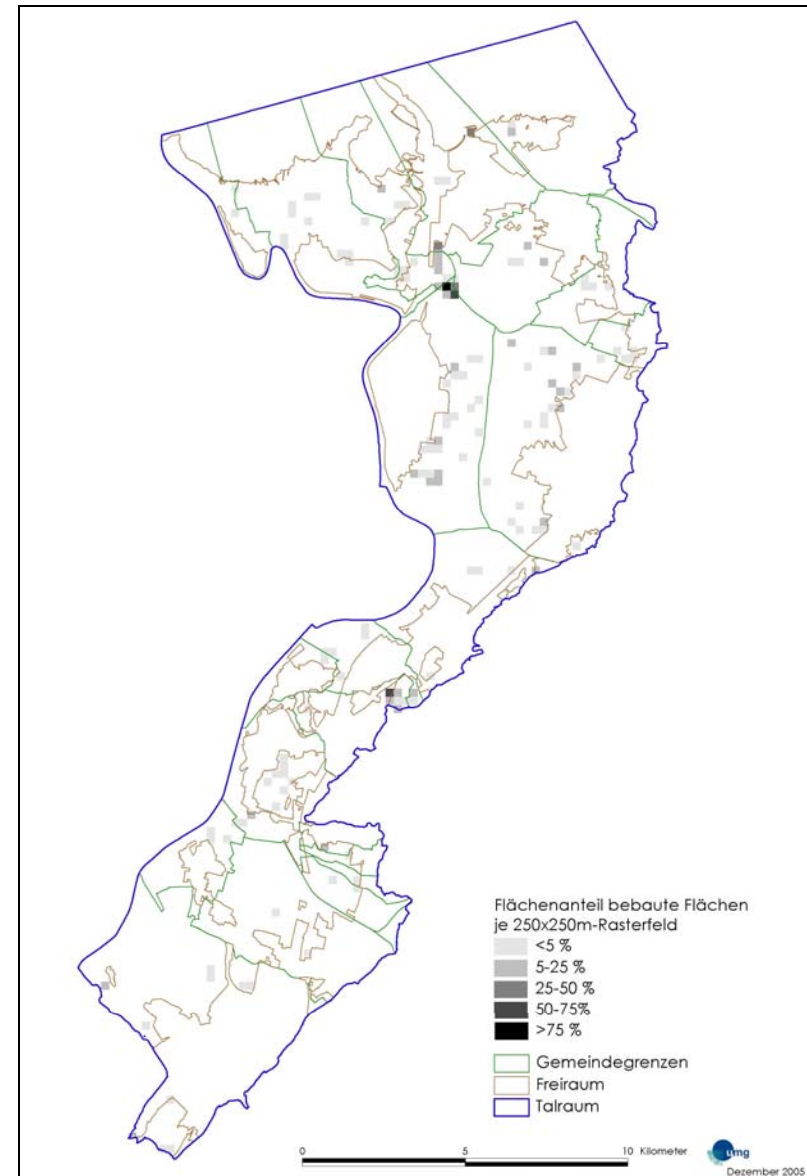 Flächenanteil bebaute Flächen
je 250x250m-Rasterfeld
<5 %
5-25 %
25-50 %
50-75%
>75 %
Gemeindegrenzen
Freiraum
Talraum
0 5 10 Kilometer
umg
Dezember 2005